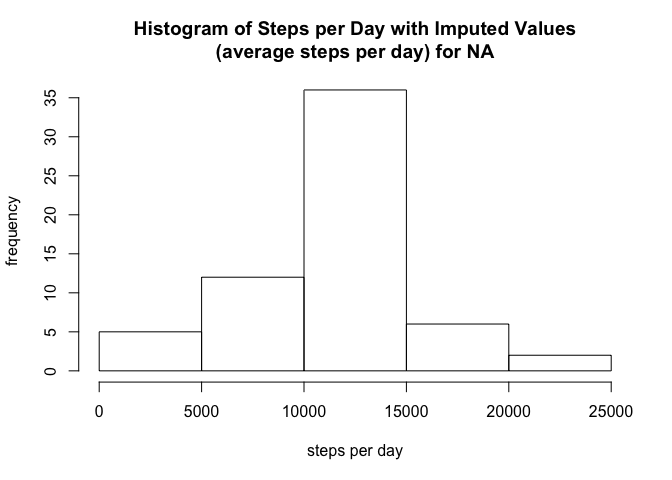 Histogram of Steps per Day with Imputed Values
(average steps per day) for NA
frequency
35
30
25
20
15
10
5
0
0 5000 10000 15000 20000 25000
steps per day